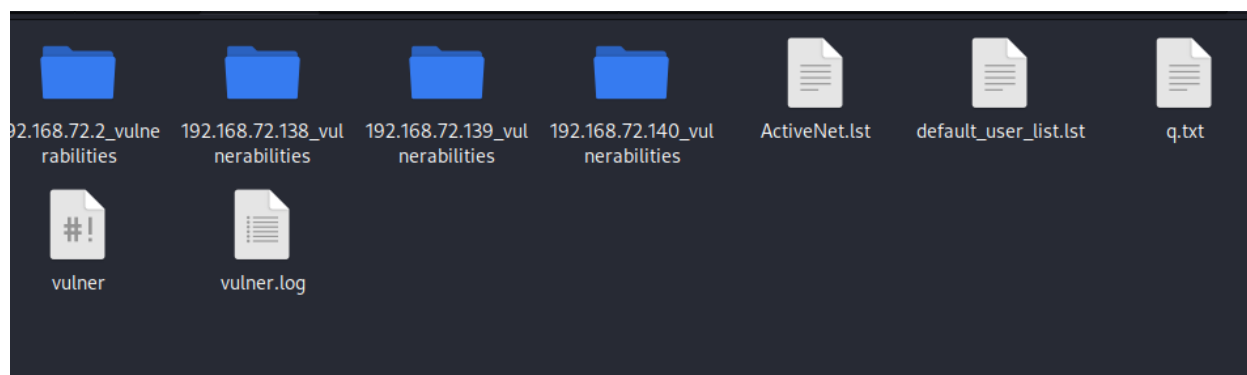 92.168.72.2_vulne
rabilities
192.168.72.138_vul
nerabilities
192.168.72.139_vul
nerabilities
192.168.72.140_vul
nerabilities
ActiveNet.lst
default_user_list.lst
q.txt
#!
vulner
vulner.log